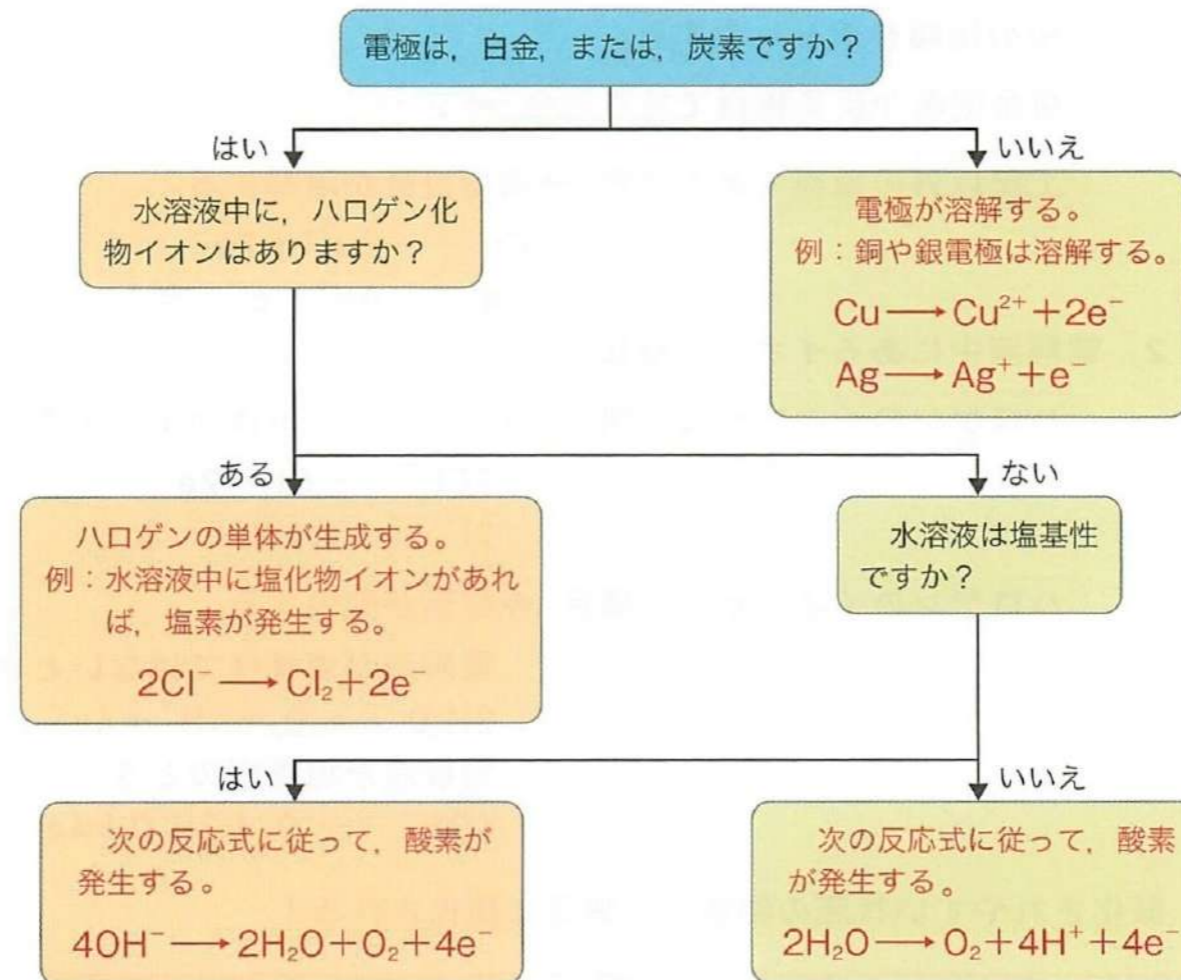 電極は，白金，または，炭素ですか？
はい
いいえ
水溶液中に，ハロゲン化
物イオンはありますか？
電極が溶解する。
例：銅や銀電極は溶解する。
Cu⟶Cu²⁺+2e⁻
Ag⟶Ag⁺+e⁻
ある
ない
ハロゲンの単体が生成する。
例：水溶液中に塩化物イオンがあれ
ば，塩素が発生する。
2Cl⁻⟶Cl₂+2e⁻
水溶液は塩基性
ですか？
はい
いいえ
次の反応式に従って，酸素が
発生する。
4OH⁻⟶2H₂O+O₂+4e⁻
次の反応式に従って，酸素
が発生する。
2H₂O⟶O₂+4H⁺+4e⁻